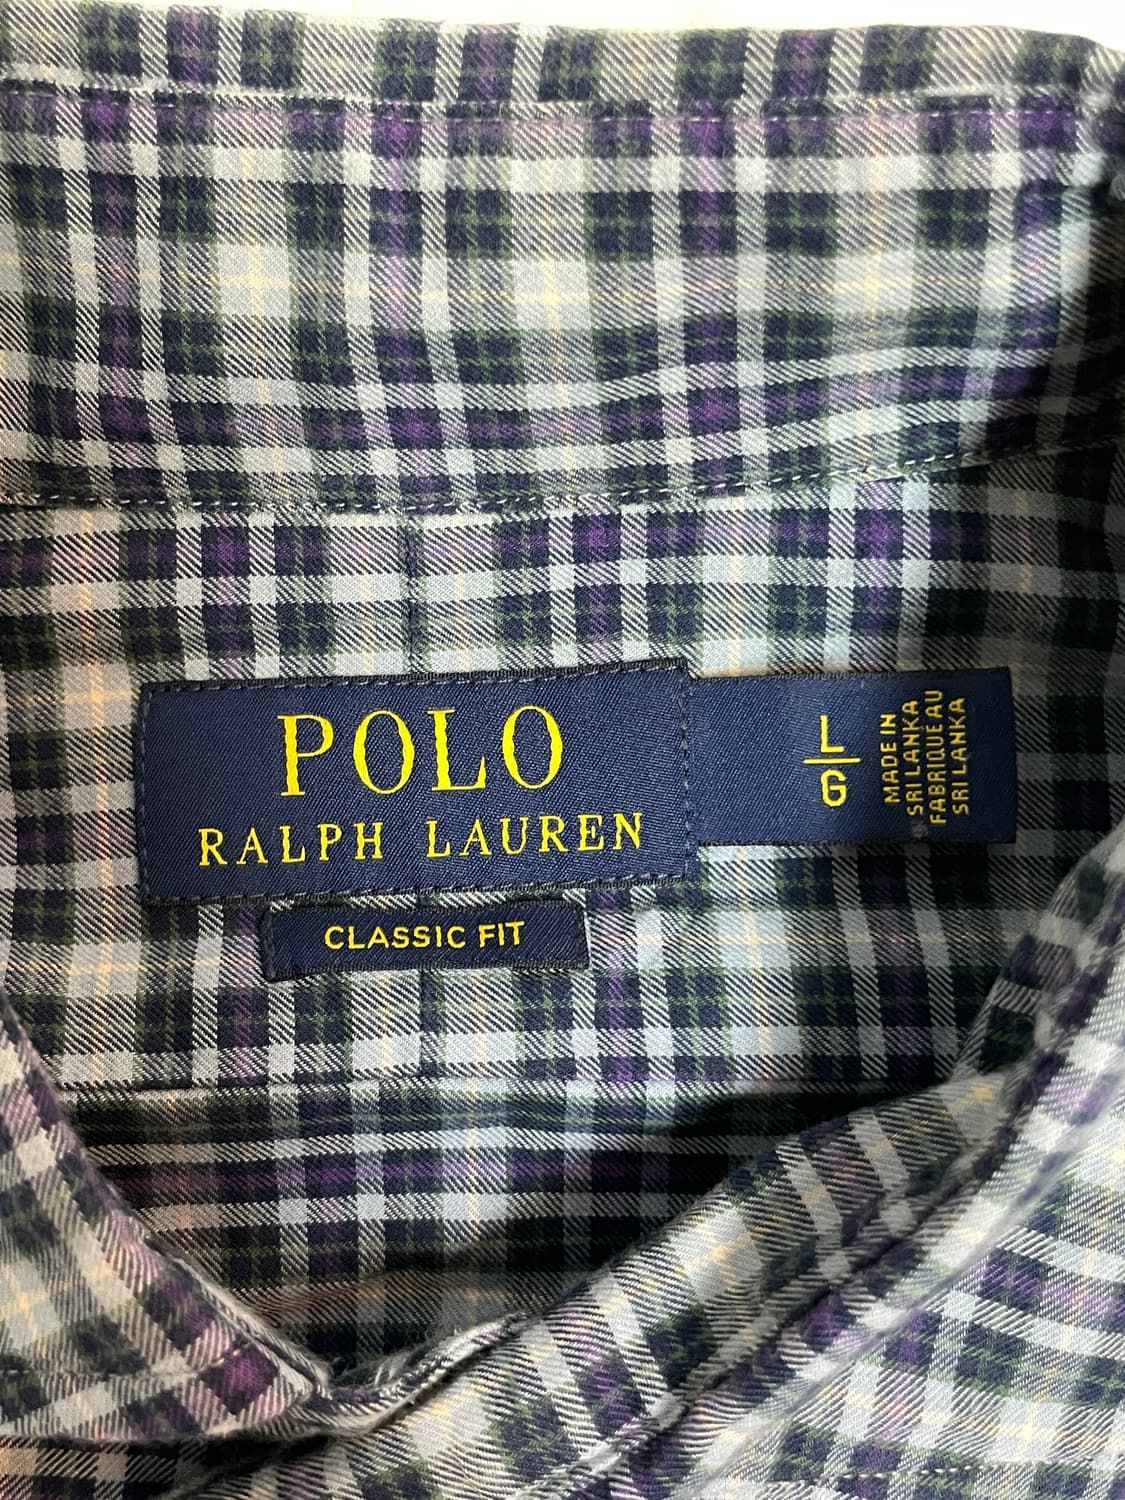 POLO
RALPH LAUREN
CLASSIC FIT
L
G
MADE IN
SRI LANKA
FABRIQUE AU
SRI LANKA